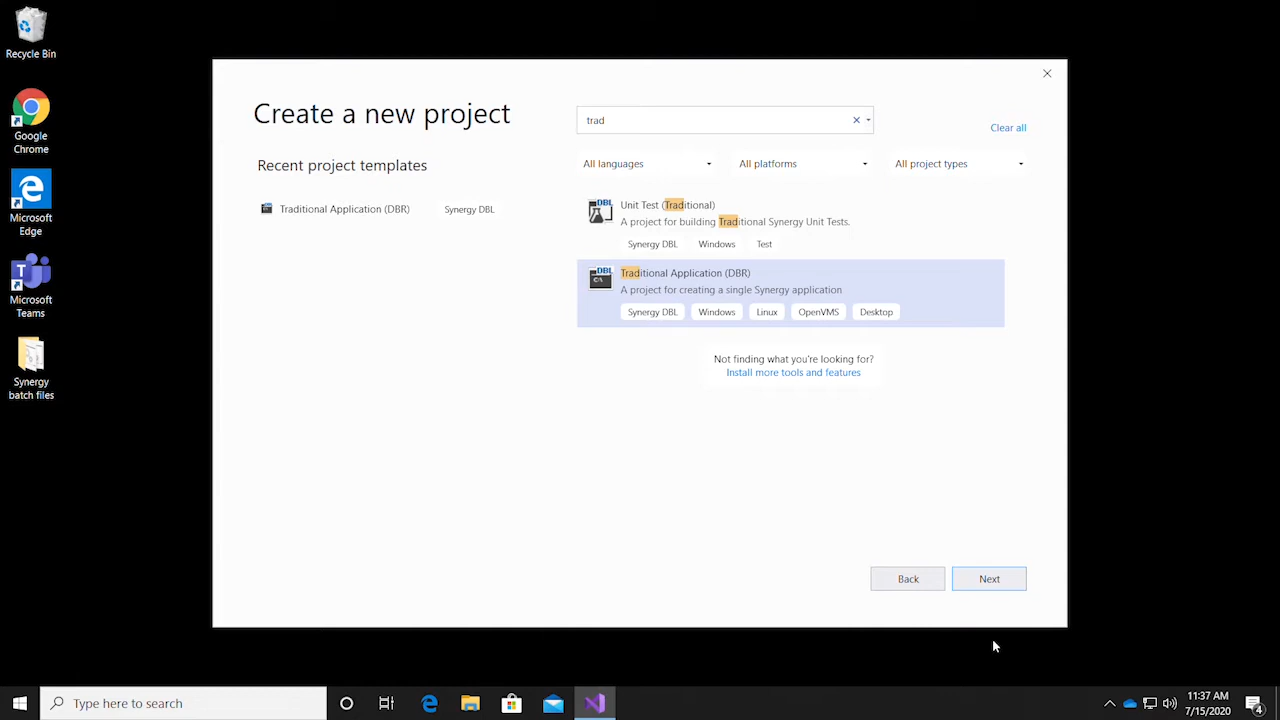 Recycle Bin
Google
Chrome
Microsoft
Edge
Microsoft
Teams
Synergy
batch files
Create a new project
Recent project templates
Traditional Application (DBR) Synergy DBL
trad
Clear all
All languages All platforms All project types
DBL
Unit Test (Traditional)
A project for building Traditional Synergy Unit Tests.
Synergy DBL Windows Test
DBL
C:\
Traditional Application (DBR)
A project for creating a single Synergy application
Synergy DBL Windows Linux OpenVMS Desktop
Not finding what you're looking for?
Install more tools and features
Back Next
Type here to search
11:37 AM
7/15/2020
4